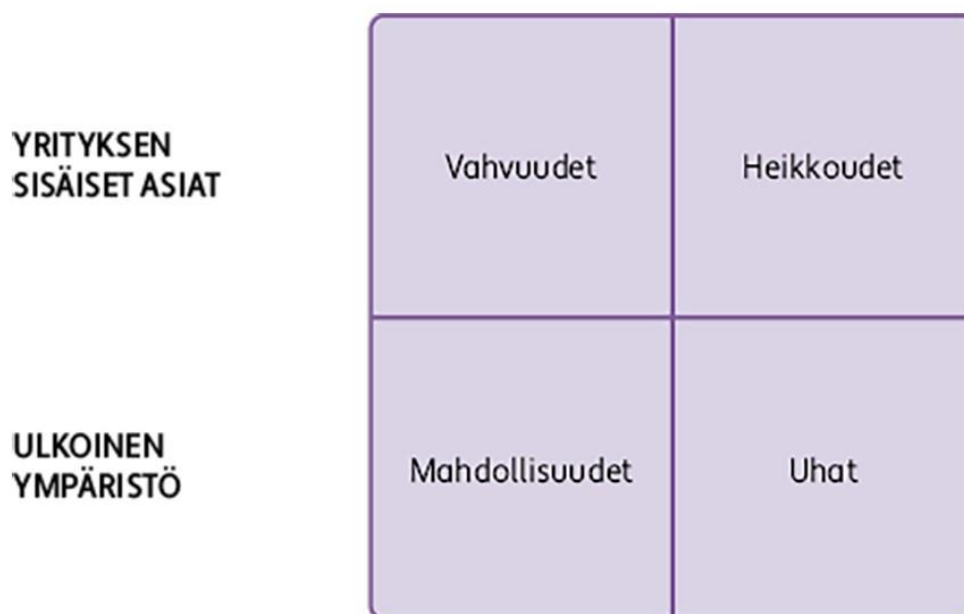 YRITYKSEN
SISÄISET ASIAT
Vahvuudet
Heikkoudet
ULKOINEN
YMPÄRISTÖ
Mahdollisuudet
Uhat